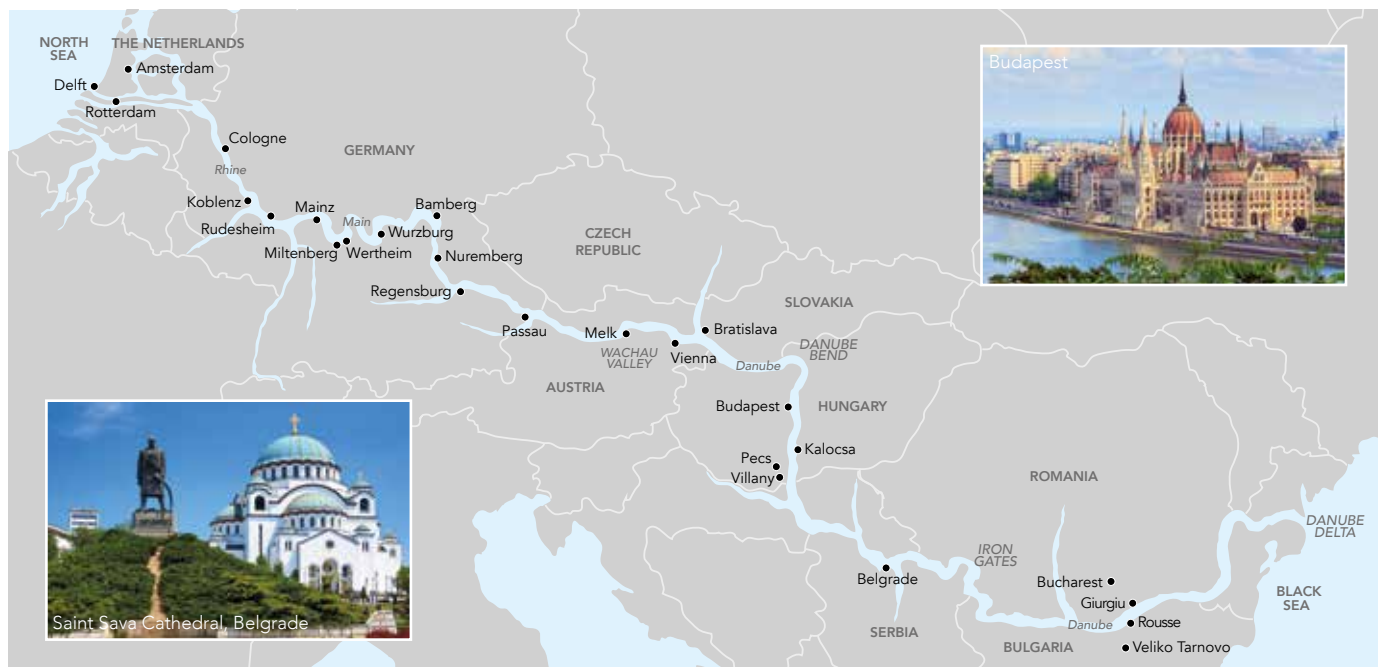 NORTH
SEA
THE NETHERLANDS
Amsterdam
Delft
Rotterdam
Cologne
GERMANY
Rhine
Koblenz
Rudesheim
Mainz
Main
Miltenberg
Wertheim
Wurzburg
Bamberg
Nuremberg
Regensburg
Passau
CZECH
REPUBLIC
Melk
WACHAU
VALLEY
Vienna
AUSTRIA
SLOVAKIA
Bratislava
DANUBE
BEND
Danube
Budapest
HUNGARY
Kalocsa
Pecs
Villany
ROMANIA
Belgrade
SERBIA
IRON
GATES
Bucharest
Giurgiu
Danube
Rousse
BULGARIA
Veliko Tarnovo
DANUBE
DELTA
BLACK
SEA
Budapest
Saint Sava Cathedral, Belgrade